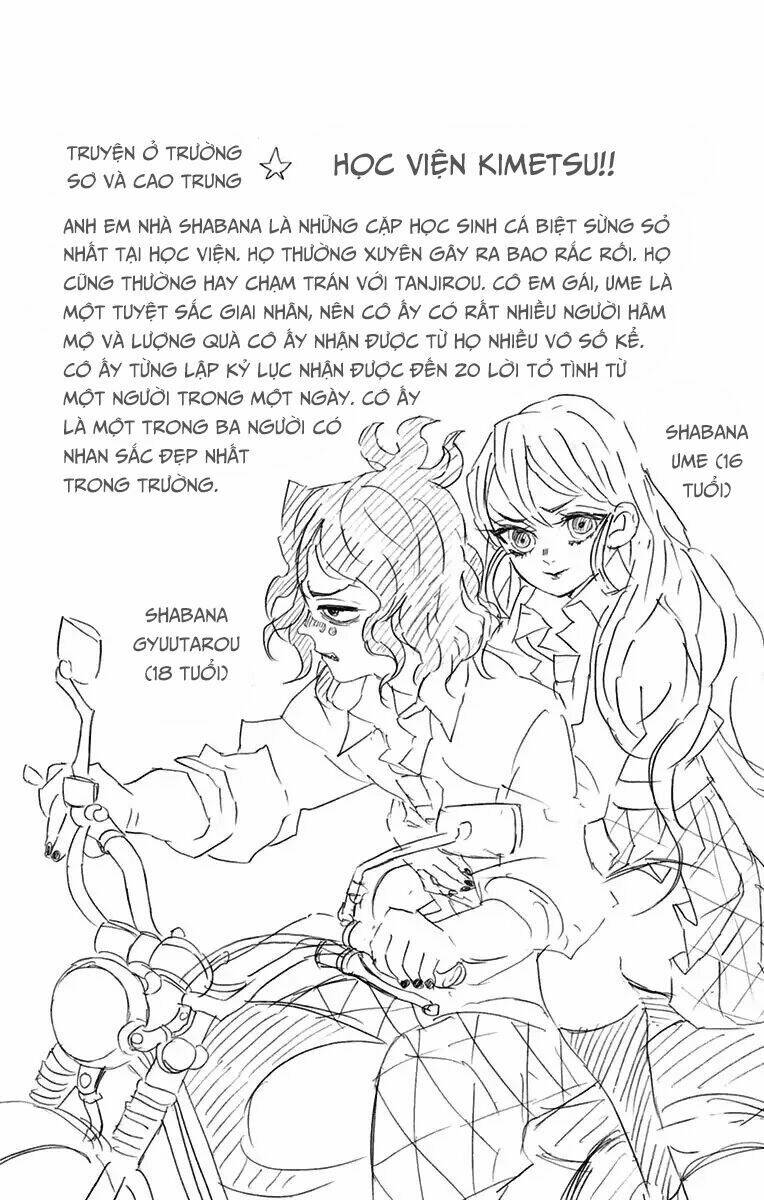 TRUYỆN Ở TRƯỜNG
SƠ VÀ CAO TRUNG
HỌC VIỆN KIMETSU!!
ANH EM NHÀ SHABANA LÀ NHỮNG CẶP HỌC SINH CÁ BIỆT SỪNG SỎ
NHẤT TẠI HỌC VIỆN. HỌ THƯỜNG XUYÊN GÂY RA BAO RẮC RỐI. HỌ
CŨNG THƯỜNG HAY CHẠM TRÁN VỚI TANJIROU. CÔ EM GÁI, UME LÀ
MỘT TUYỆT SẮC GIAI NHÂN, NÊN CÔ ẤY CÓ RẤT NHIỀU NGƯỜI HÂM
MỘ VÀ LƯỢNG QUÀ CÔ ẤY NHẬN ĐƯỢC TỪ HỌ NHIỀU VÔ SỐ KỂ.
CÔ ẤY TỪNG LẬP KỶ LỤC NHẬN ĐƯỢC ĐẾN 20 LỜI TỎ TÌNH TỪ
MỘT NGƯỜI TRONG MỘT NGÀY. CÔ ẤY
LÀ MỘT TRONG BA NGƯỜI CÓ
NHAN SẮC ĐẸP NHẤT
TRONG TRƯỜNG.
SHABANA
UME (16
TUỔI)
SHABANA
GYUUTAROU
(18 TUỔI)